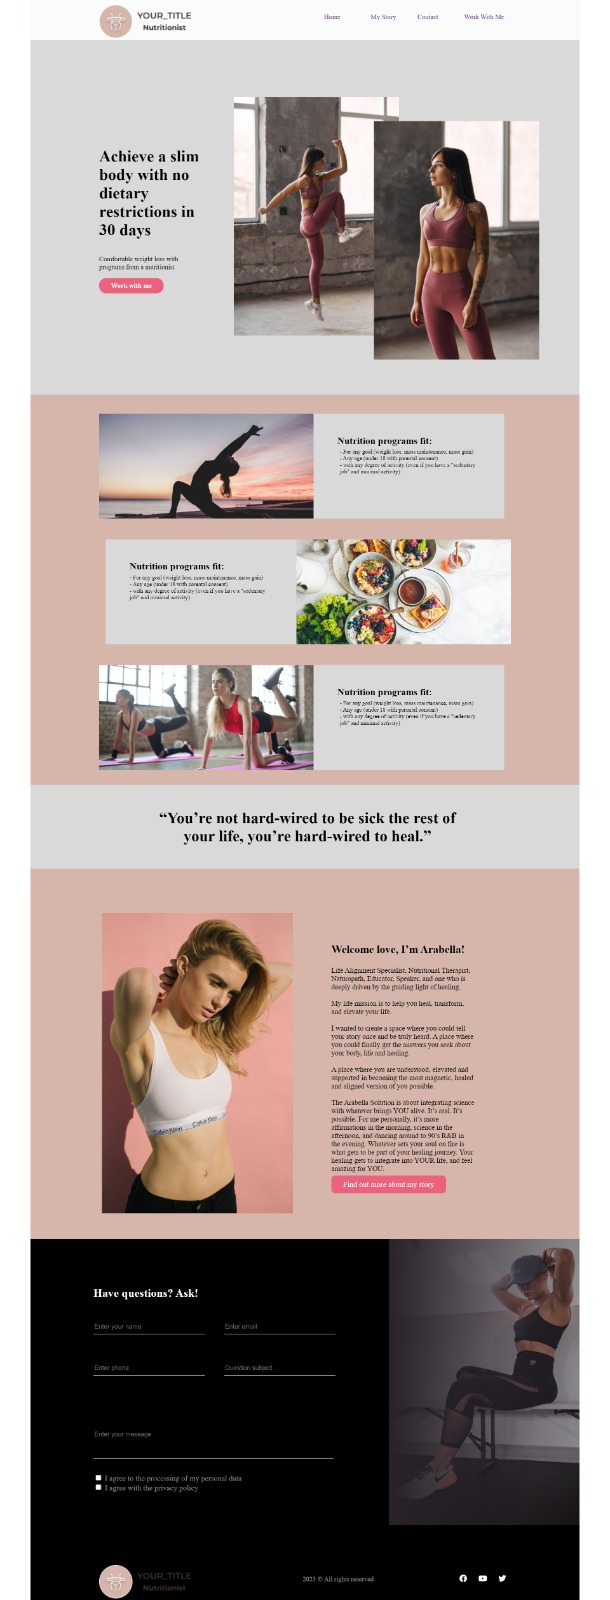 YOUR_TITLE
Nutritionist
Home My Story Contact Work With Me
Achieve a slim
body with no
dietary
restrictions in
30 days
Comfortable weight loss with
programs from a nutritionist
Work with me
Nutrition programs fit:
- For any goal (weight loss, mass maintenance, mass gain)
- Any age (under 18 with parental consent)
- with any degree of activity (even if you have a "sedentary
job" and minimal activity)
Nutrition programs fit:
- For any goal (weight loss, mass maintenance, mass gain)
- Any age (under 18 with parental consent)
- with any degree of activity (even if you have a "sedentary
job" and minimal activity)
Nutrition programs fit:
- For any goal (weight loss, mass maintenance, mass gain)
- Any age (under 18 with parental consent)
- with any degree of activity (even if you have a "sedentary
job" and minimal activity)
“You’re not hard-wired to be sick the rest of
your life, you’re hard-wired to heal.”
Calvin Klein Calvin Klein
Welcome love, I’m Arabella!
Life Alignment Specialist, Nutritional Therapist,
Naturopath, Educator, Speaker, and one who is
deeply driven by the guiding light of healing.
My life mission is to help you heal, transform,
and elevate your life.
I wanted to create a space where you could tell
your story once and be truly heard. A place where
you could finally get the answers you seek about
your body, life and healing.
A place where you are understood, elevated and
supported in becoming the most magnetic, healed
and aligned version of you possible.
The Arabella Solution is about integrating science
with whatever brings YOU alive. It’s real. It’s
possible. For me personally, it’s more
affirmations in the morning, science in the
afternoon, and dancing around to 90’s R&B in
the evening. Whatever sets your soul on fire is
what gets to be part of your healing journey. Your
healing gets to integrate into YOUR life, and feel
amazing for YOU.
Find out more about my story
Have questions? Ask!
Enter your name Enter email
Enter phone Question subject
Enter your message
I agree to the processing of my personal data
I agree with the privacy policy
YOUR_TITLE
Nutritionist
2023 © All rights reserved